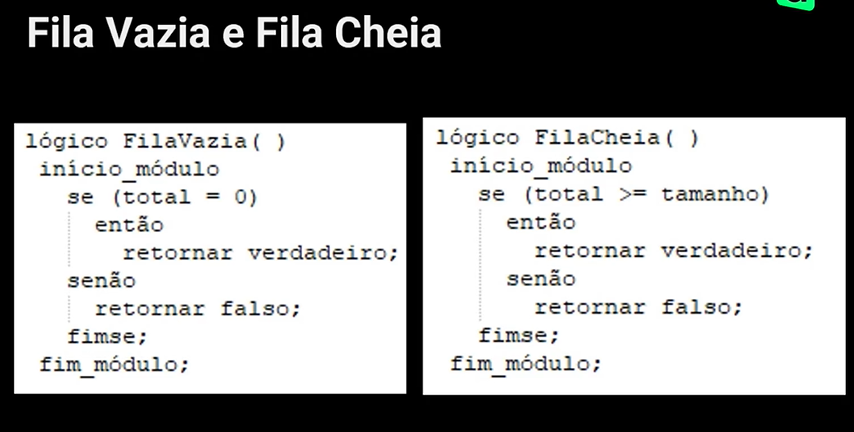 Fila Vazia e Fila Cheia
lógico FilaVazia( )
início_módulo
se (total = 0)
então
retornar verdadeiro;
senão
retornar falso;
fimse;
fim_módulo;
lógico FilaCheia( )
início_módulo
se (total >= tamanho)
então
retornar verdadeiro;
senão
retornar falso;
fimse;
fim_módulo;